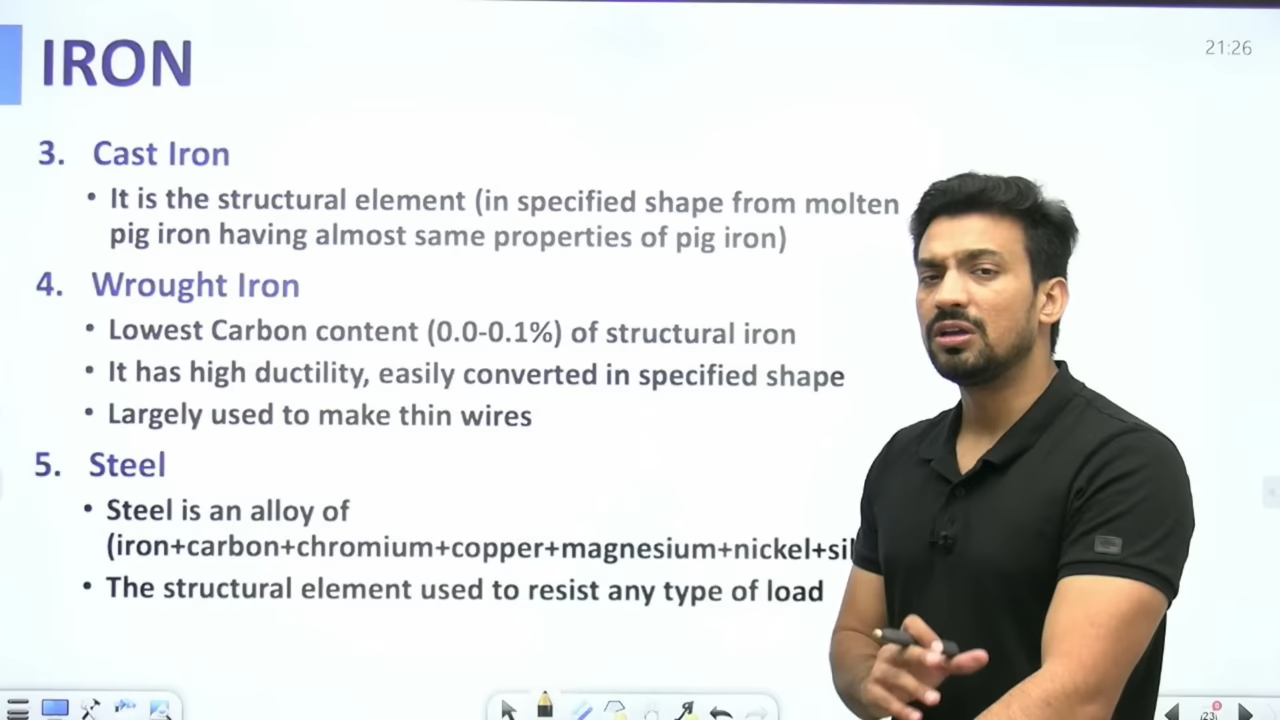 IRON
21:26
3. Cast Iron
• It is the structural element (in specified shape from molten
pig iron having almost same properties of pig iron)
4. Wrought Iron
• Lowest Carbon content (0.0-0.1%) of structural iron
• It has high ductility, easily converted in specified shape
• Largely used to make thin wires
5. Steel
• Steel is an alloy of
(iron+carbon+chromium+copper+magnesium+nickel+sil
• The structural element used to resist any type of load
23